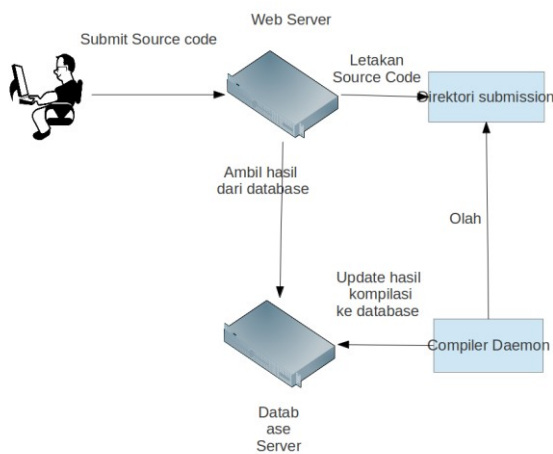 Web Server
Submit Source code
Letakan
Source Code
Direktori submission
Ambil hasil
dari database
Olah
Update hasil
kompilasi
ke database
Compiler Daemon
Datab
ase
Server